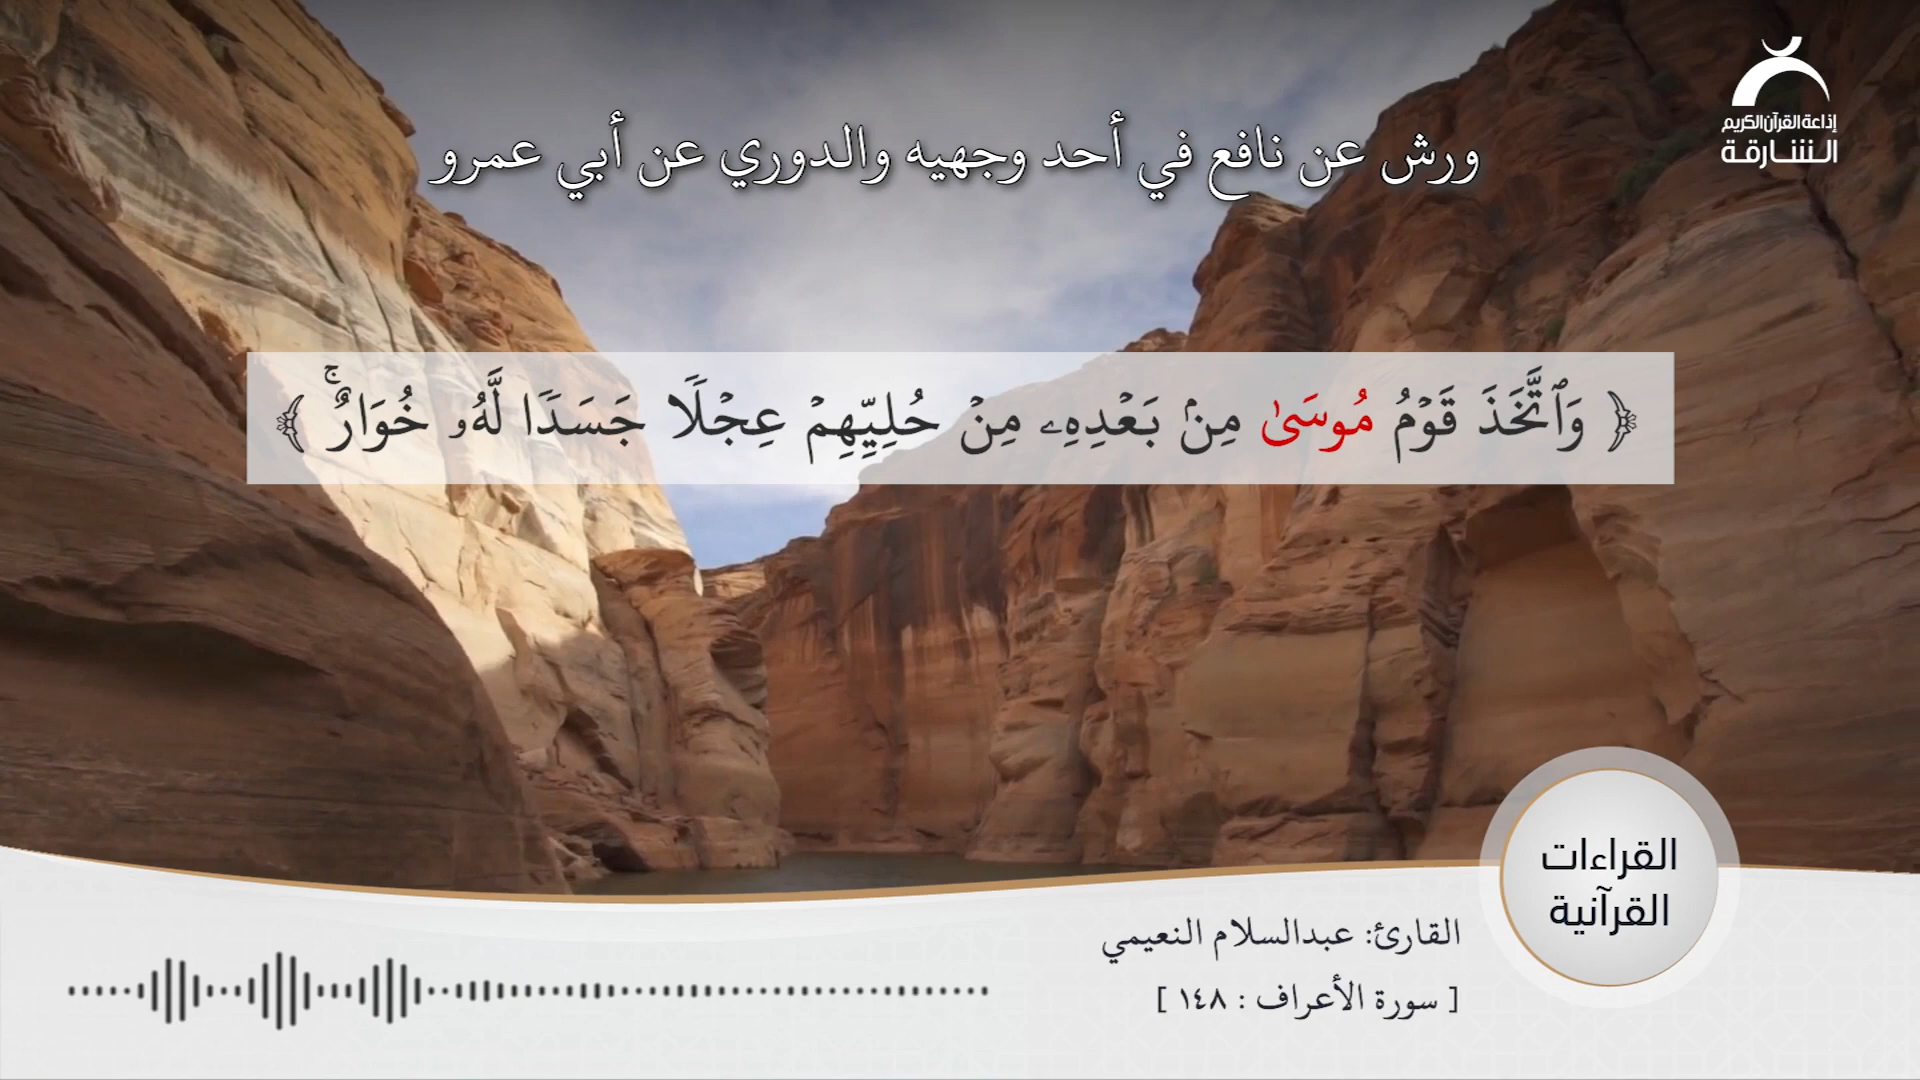 إذاعة القرآن الكريم
الشارقة
ورش عن نافع في أحد وجهيه والدوري عن أبي عمرو
﴿ وَٱتَّخَذَ قَوْمُ مُوسَىٰ مِنۢ بَعْدِهِۦ مِنْ حُلِيِّهِمْ عِجْلًا جَسَدًا لَّهُۥ خُوَارٌۚ ﴾
القراءات
القرآنية
القارئ: عبدالسلام النعيمي
[ سورة الأعراف : ١٤٨ ]